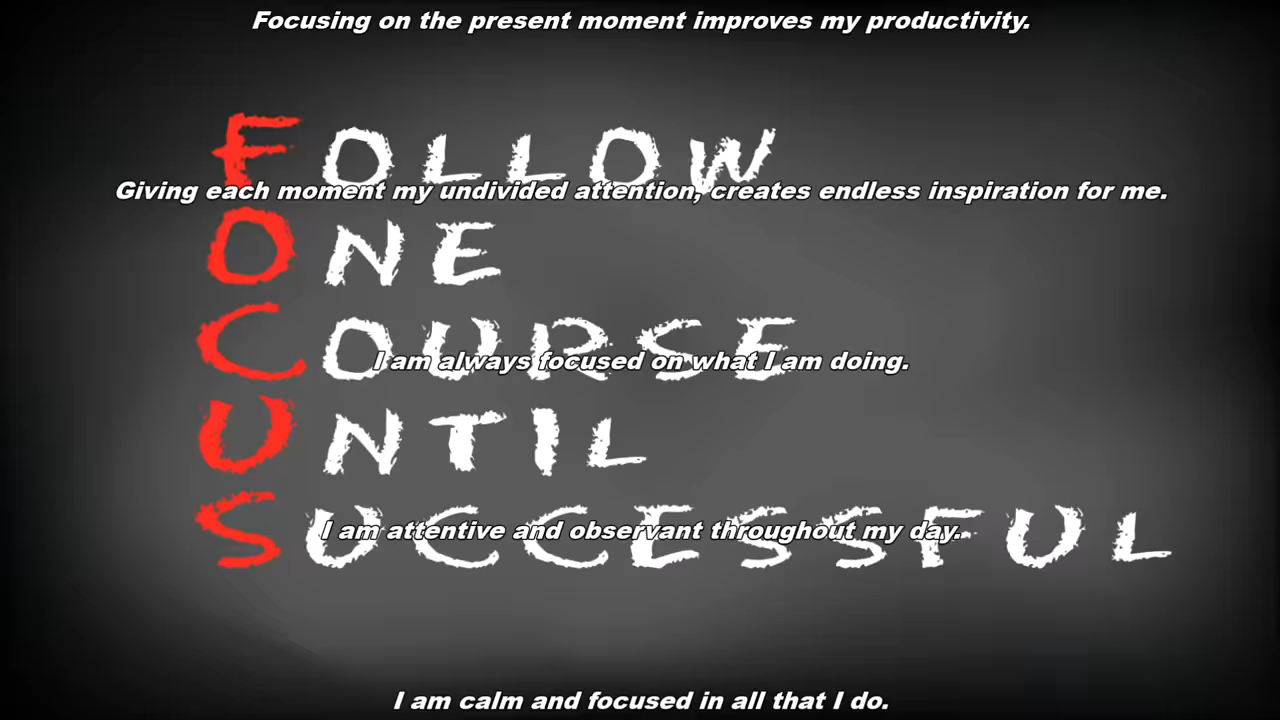 Focusing on the present moment improves my productivity.
FOLLOW
Giving each moment my undivided attention, creates endless inspiration for me.
ONE
COURSE
I am always focused on what I am doing.
UNTIL
SUCCESSFUL
I am attentive and observant throughout my day.
I am calm and focused in all that I do.